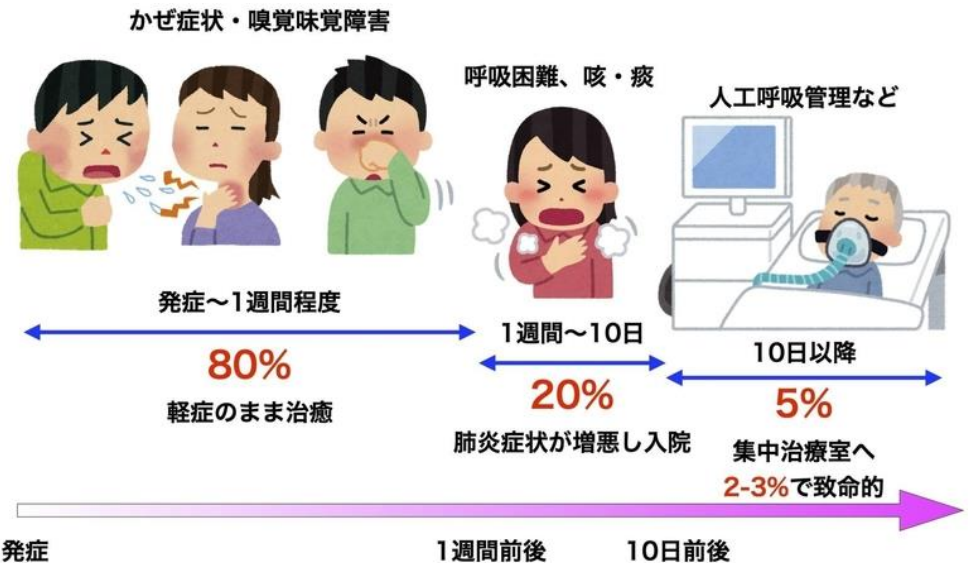 かぜ症状・嗅覚味覚障害
呼吸困難、咳・痰
人工呼吸管理など
発症〜1週間程度
80%
軽症のまま治癒
1週間〜10日
20%
肺炎症状が増悪し入院
10日以降
5%
集中治療室へ
2-3%で致命的
発症
1週間前後
10日前後